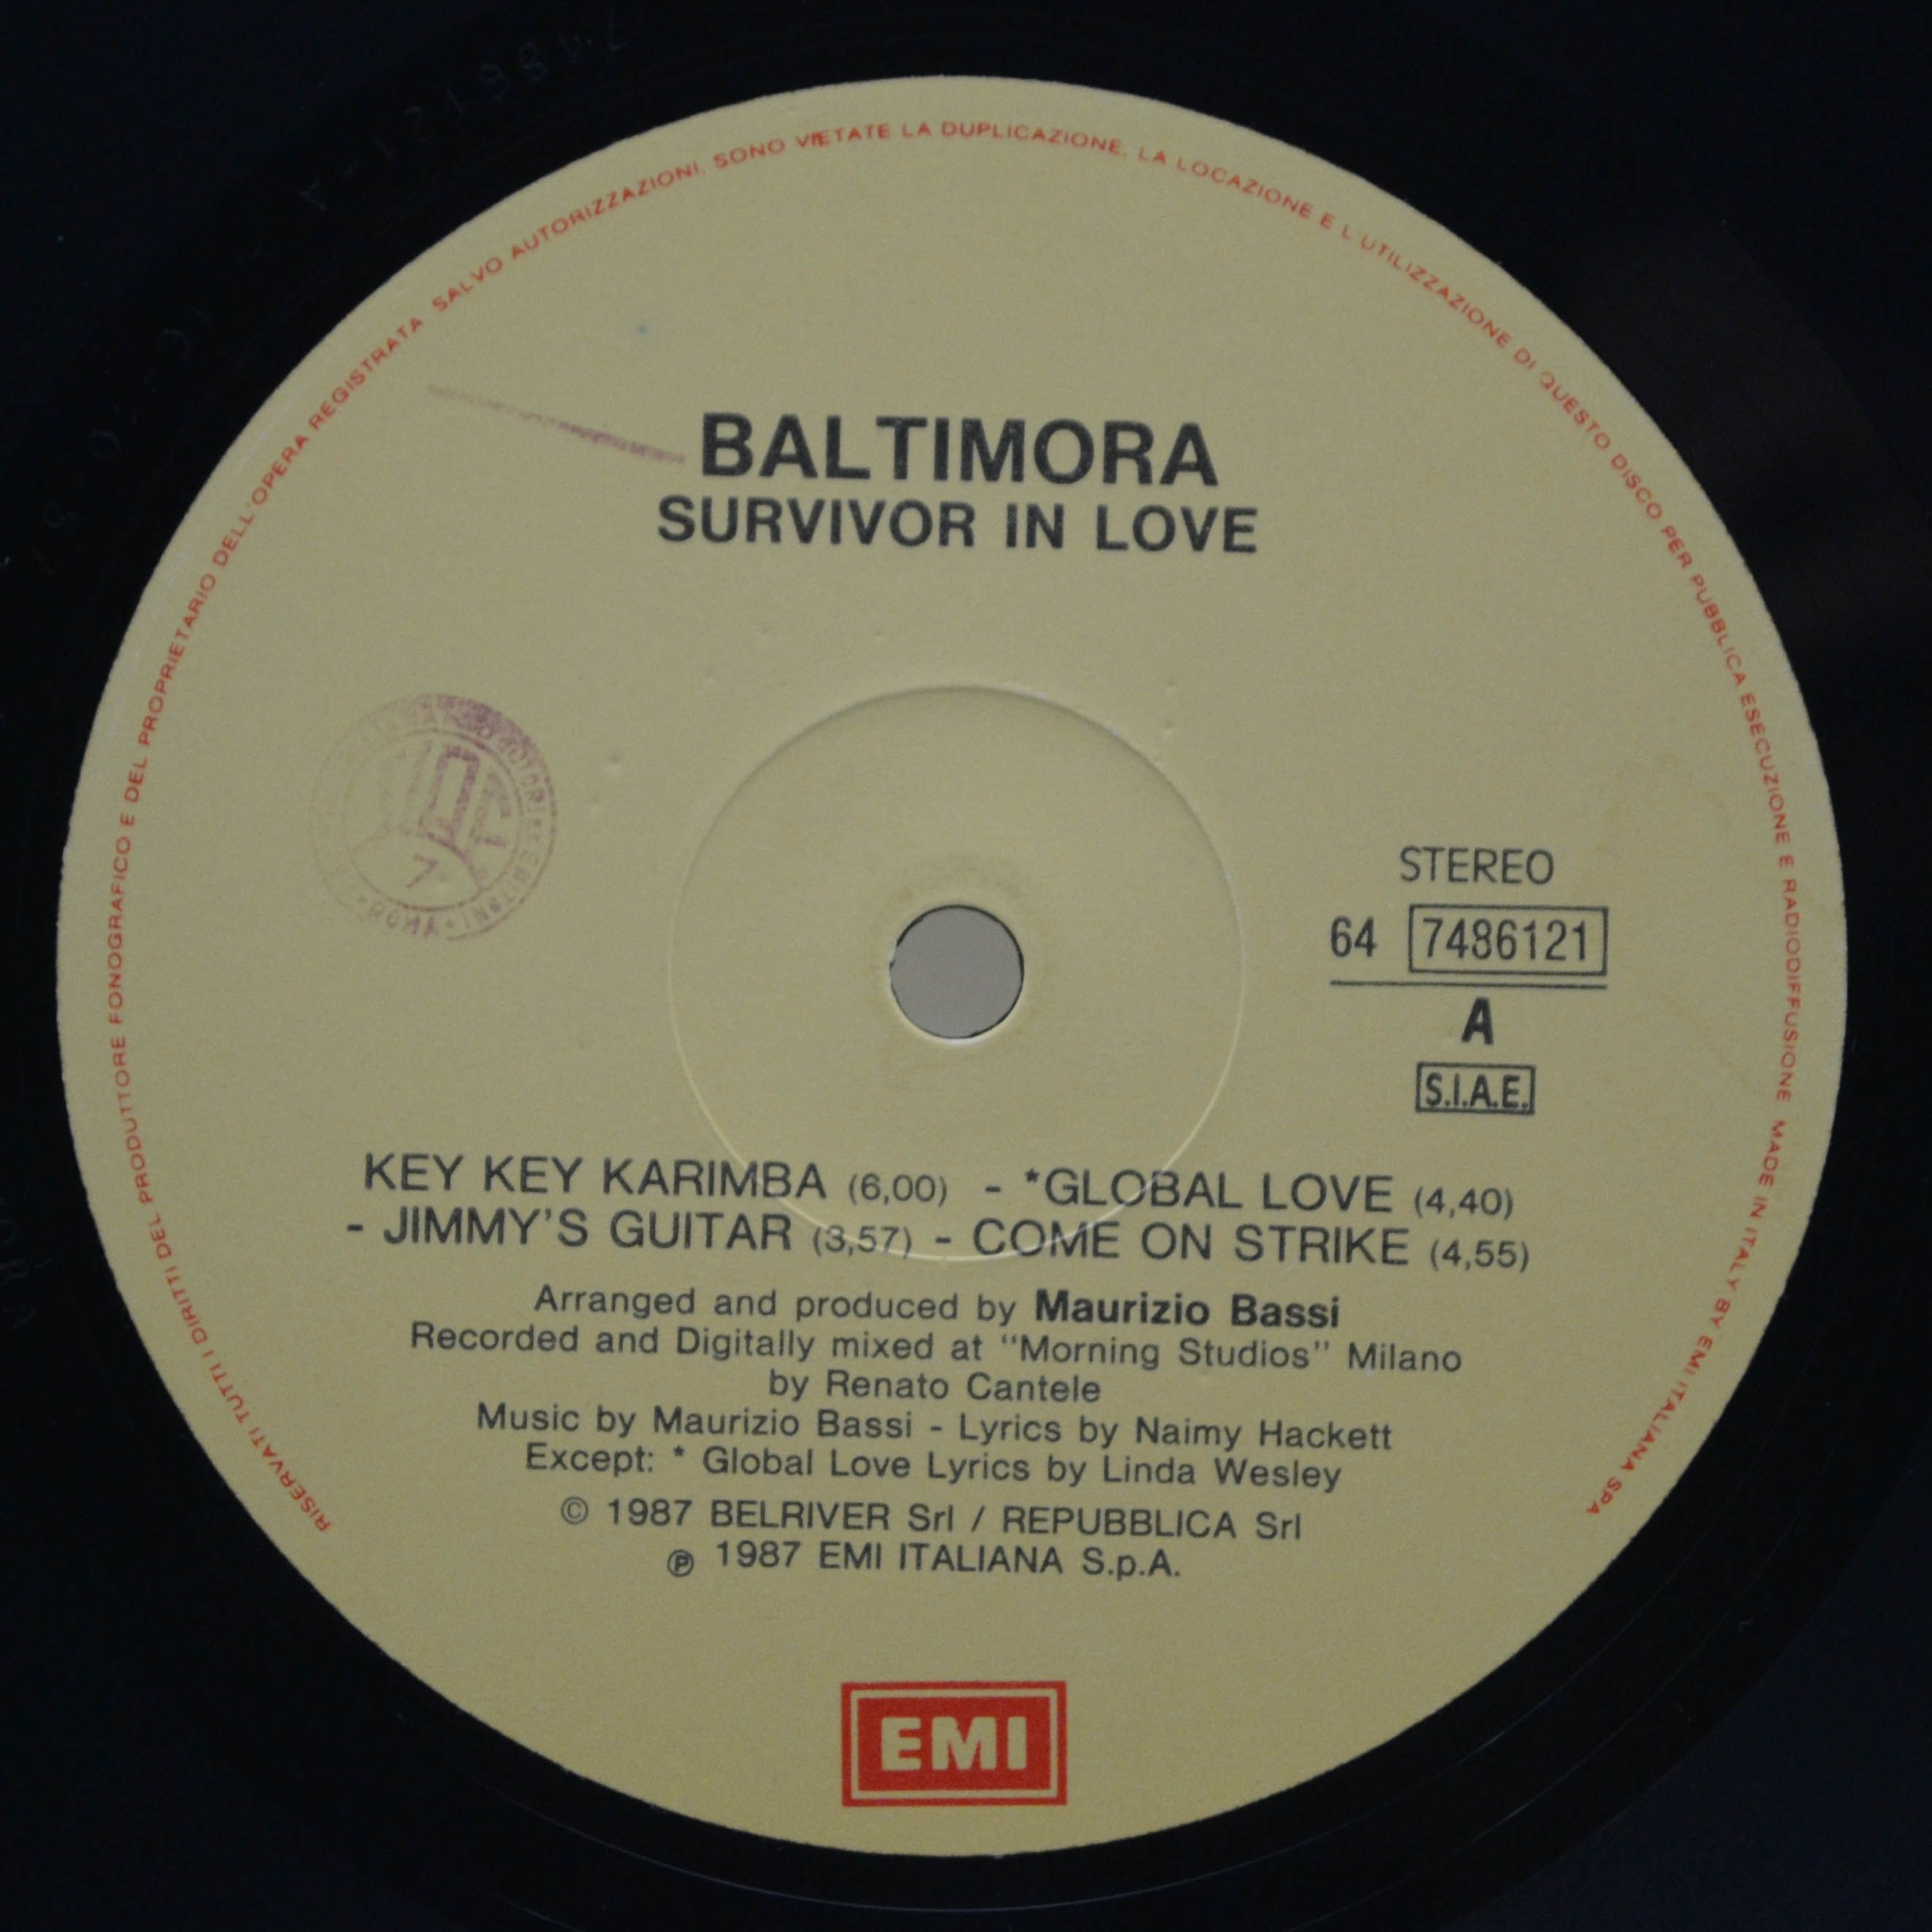 RISERVATI TUTTI I DIRITTI DEL PRODUTTORE FONOGRAFICO E DEL PROPRIETARIO DELL'OPERA REGISTRATA. SALVO AUTORIZZAZIONI, SONO VIETATE LA DUPLICAZIONE, LA LOCAZIONE E L'UTILIZZAZIONE DI QUESTO DISCO PER PUBBLICA ESECUZIONE E RADIODIFFUSIONE MADE IN ITALY BY EMI ITALIANA SPA
BALTIMORA
SURVIVOR IN LOVE
7
ROMA
STEREO
64 7486121
A
S.I.A.E.
KEY KEY KARIMBA (6,00) - *GLOBAL LOVE (4,40)
- JIMMY'S GUITAR (3,57) - COME ON STRIKE (4,55)
Arranged and produced by Maurizio Bassi
Recorded and Digitally mixed at "Morning Studios" Milano
by Renato Cantele
Music by Maurizio Bassi - Lyrics by Naimy Hackett
Except: * Global Love Lyrics by Linda Wesley
© 1987 BELRIVER Srl / REPUBBLICA Srl
℗ 1987 EMI ITALIANA S.p.A.
EMI